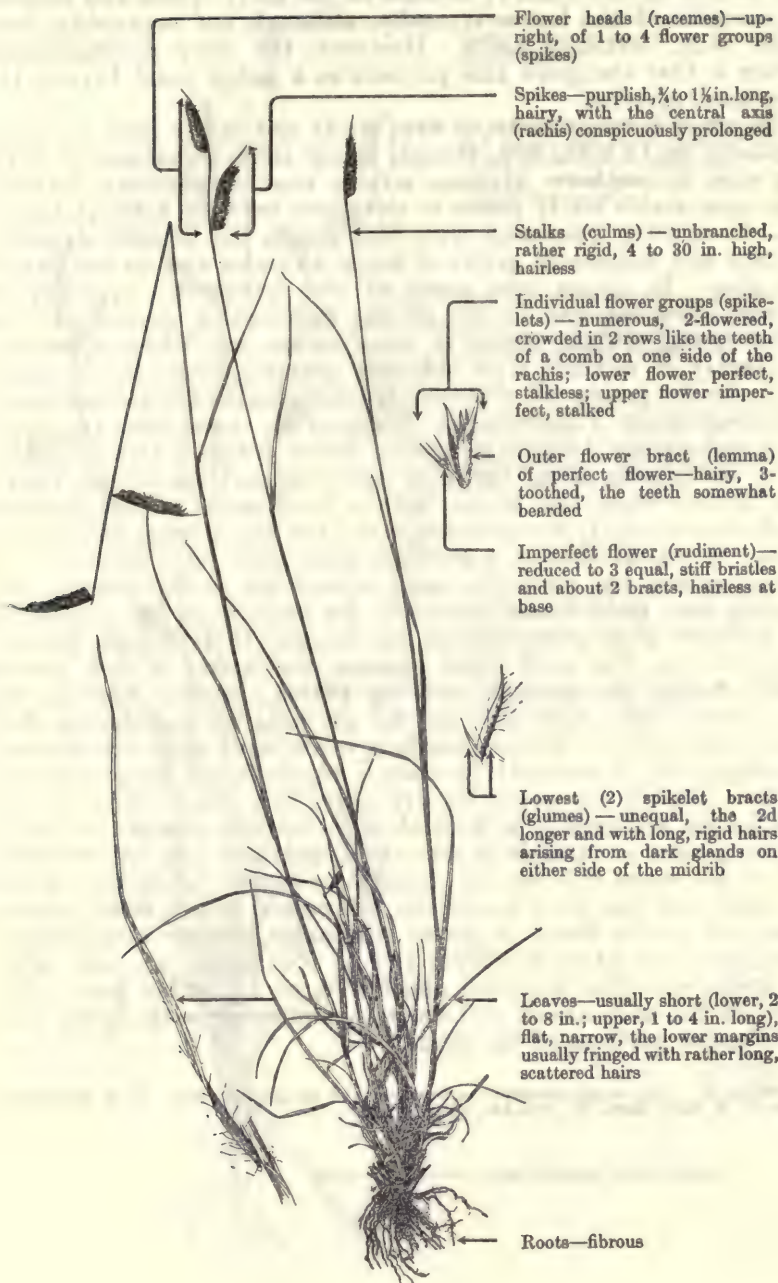 Flower heads (racemes)—up-
right, of 1 to 4 flower groups
(spikes)
Spikes—purplish, ¾ to 1½ in. long,
hairy, with the central axis
(rachis) conspicuously prolonged
Stalks (culms) — unbranched,
rather rigid, 4 to 30 in. high,
hairless
Individual flower groups (spike-
lets) — numerous, 2-flowered,
crowded in 2 rows like the teeth
of a comb on one side of the
rachis; lower flower perfect,
stalkless; upper flower imper-
fect, stalked
Outer flower bract (lemma)
of perfect flower—hairy, 3-
toothed, the teeth somewhat
bearded
Imperfect flower (rudiment)—
reduced to 3 equal, stiff bristles
and about 2 bracts, hairless at
base
Lowest (2) spikelet bracts
(glumes) — unequal, the 2d
longer and with long, rigid hairs
arising from dark glands on
either side of the midrib
Leaves—usually short (lower, 2
to 8 in.; upper, 1 to 4 in. long),
flat, narrow, the lower margins
usually fringed with rather long,
scattered hairs
Roots—fibrous